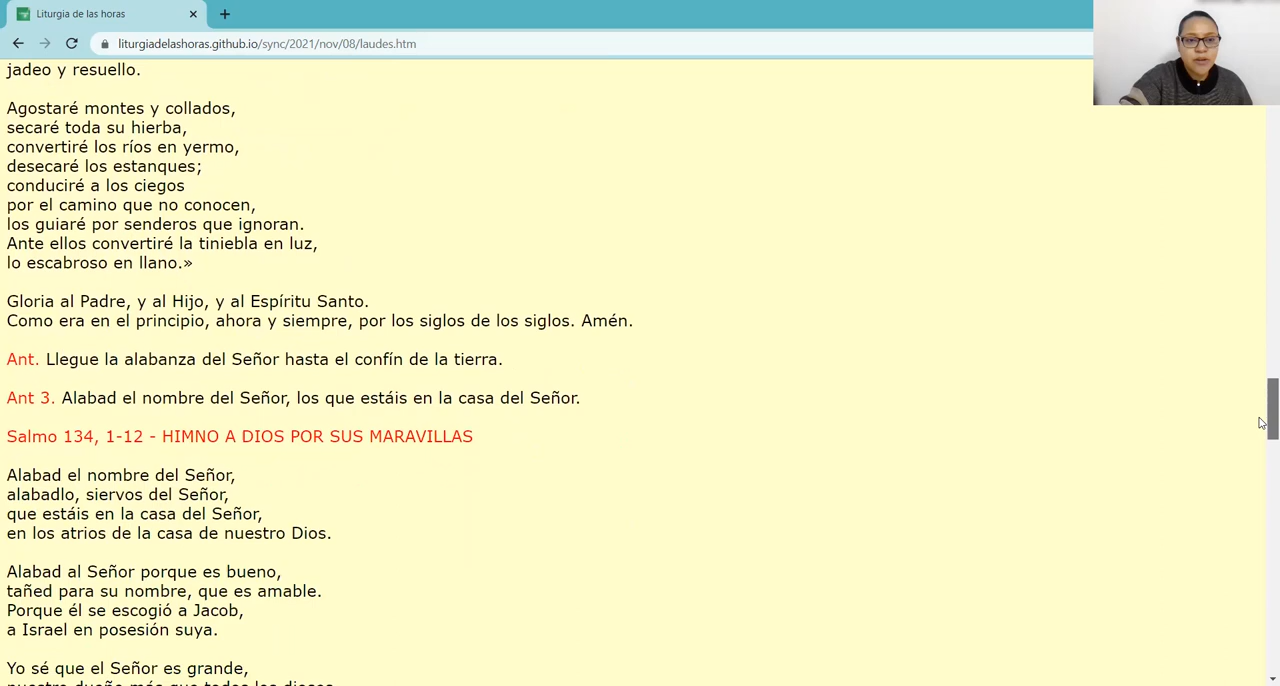 Liturgia de las horas
liturgiadelashoras.github.io/sync/2021/nov/08/laudes.htm
jadeo y resuello.
Agostaré montes y collados,
secaré toda su hierba,
convertiré los ríos en yermo,
desecaré los estanques;
conduciré a los ciegos
por el camino que no conocen,
los guiaré por senderos que ignoran.
Ante ellos convertiré la tiniebla en luz,
lo escabroso en llano.»
Gloria al Padre, y al Hijo, y al Espíritu Santo.
Como era en el principio, ahora y siempre, por los siglos de los siglos. Amén.
Ant. Llegue la alabanza del Señor hasta el confín de la tierra.
Ant 3. Alabad el nombre del Señor, los que estáis en la casa del Señor.
Salmo 134, 1-12 - HIMNO A DIOS POR SUS MARAVILLAS
Alabad el nombre del Señor,
alabadlo, siervos del Señor,
que estáis en la casa del Señor,
en los atrios de la casa de nuestro Dios.
Alabad al Señor porque es bueno,
tañed para su nombre, que es amable.
Porque él se escogió a Jacob,
a Israel en posesión suya.
Yo sé que el Señor es grande,
nuestro dueño más que todos los dioses.